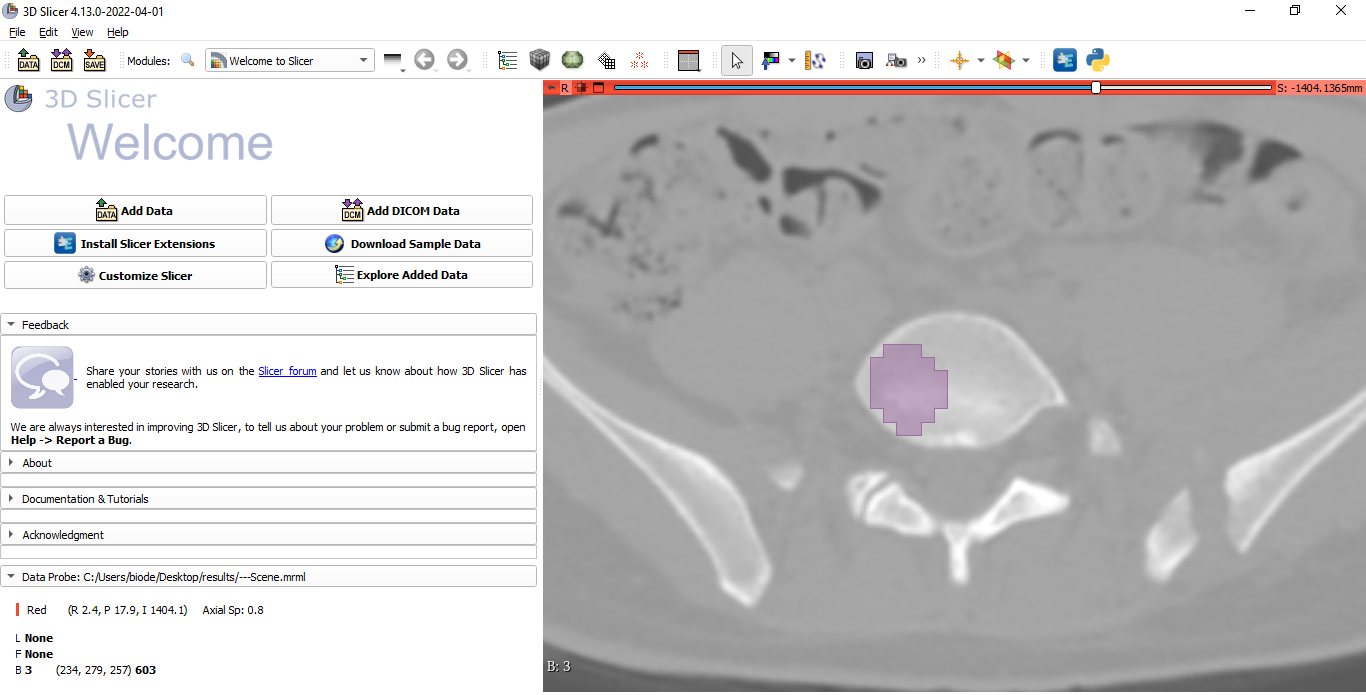 3D Slicer 4.13.0-2022-04-01
File Edit View Help
DATA DCM SAVE Modules: Welcome to Slicer »
3D Slicer
Welcome
DATA Add Data
DCM Add DICOM Data
Install Slicer Extensions
Download Sample Data
Customize Slicer
Explore Added Data
Feedback
Share your stories with us on the Slicer forum and let us know about how 3D Slicer has
enabled your research.
We are always interested in improving 3D Slicer, to tell us about your problem or submit a bug report, open
Help -> Report a Bug.
About
Documentation & Tutorials
Acknowledgment
Data Probe: C:/Users/biode/Desktop/results/---Scene.mrml
Red (R 2.4, P 17.9, I 1404.1) Axial Sp: 0.8
L None
F None
B 3 (234, 279, 257) 603
R S: -1404.1365mm
B: 3